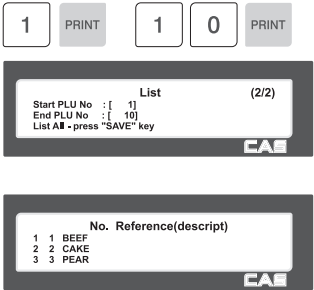 1 PRINT 1 0 PRINT
List (2/2)
Start PLU No : [ 1]
End PLU No : [ 10]
List All - press "SAVE" key
CAS
No. Reference(descript)
1 1 BEEF
2 2 CAKE
3 3 PEAR
CAS